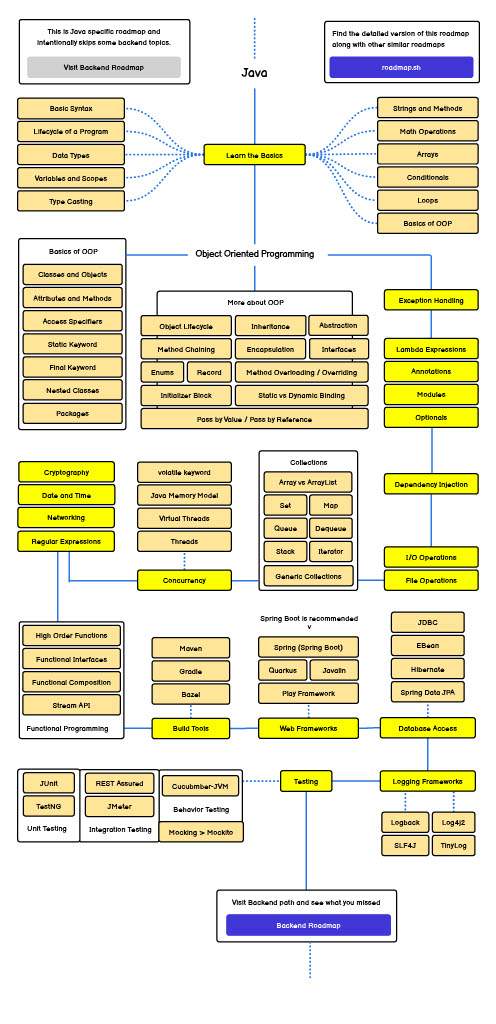 This is Java specific roadmap and
intentionally skips some backend topics.
Visit Backend Roadmap
Java
Find the detailed version of this roadmap
along with other similar roadmaps
roadmap.sh
Basic Syntax
Lifecycle of a Program
Data Types
Variables and Scopes
Type Casting
Learn the Basics
Strings and Methods
Math Operations
Arrays
Conditionals
Loops
Basics of OOP
Object Oriented Programming
Basics of OOP
Classes and Objects
Attributes and Methods
Access Specifiers
Static Keyword
Final Keyword
Nested Classes
Packages
More about OOP
Object Lifecycle
Inheritance
Abstraction
Method Chaining
Encapsulation
Interfaces
Enums
Record
Method Overloading / Overriding
Initializer Block
Static vs Dynamic Binding
Pass by Value / Pass by Reference
Exception Handling
Lambda Expressions
Annotations
Modules
Optionals
Dependency Injection
I/O Operations
File Operations
Collections
Array vs ArrayList
Set
Map
Queue
Dequeue
Stack
Iterator
Generic Collections
volatile keyword
Java Memory Model
Virtual Threads
Threads
Concurrency
Cryptography
Date and Time
Networking
Regular Expressions
High Order Functions
Functional Interfaces
Functional Composition
Stream API
Functional Programming
Maven
Gradle
Bazel
Build Tools
Spring Boot is recommended
v
Spring (Spring Boot)
Quarkus
Javalin
Play Framework
Web Frameworks
JDBC
EBean
Hibernate
Spring Data JPA
Database Access
Logging Frameworks
Logback
Log4j2
SLF4J
TinyLog
Testing
JUnit
TestNG
Unit Testing
REST Assured
JMeter
Integration Testing
Cucubmber-JVM
Behavior Testing
Mocking > Mockito
Visit Backend path and see what you missed
Backend Roadmap